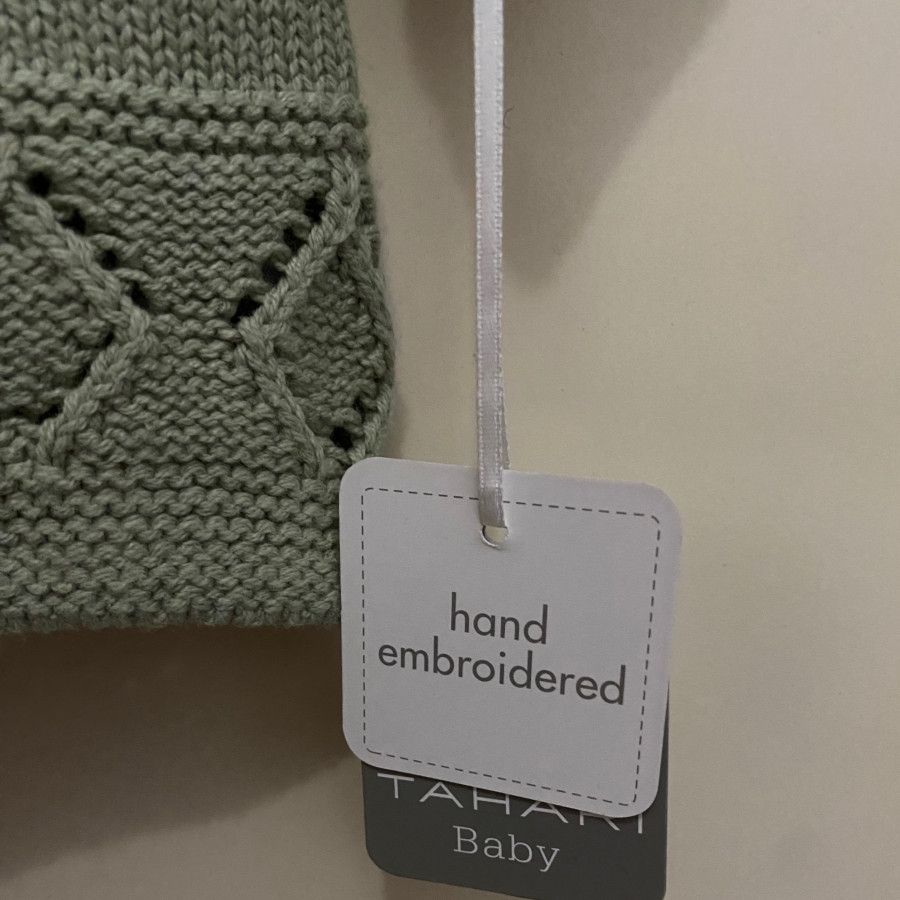 hand
embroidered
TAHARI
Baby